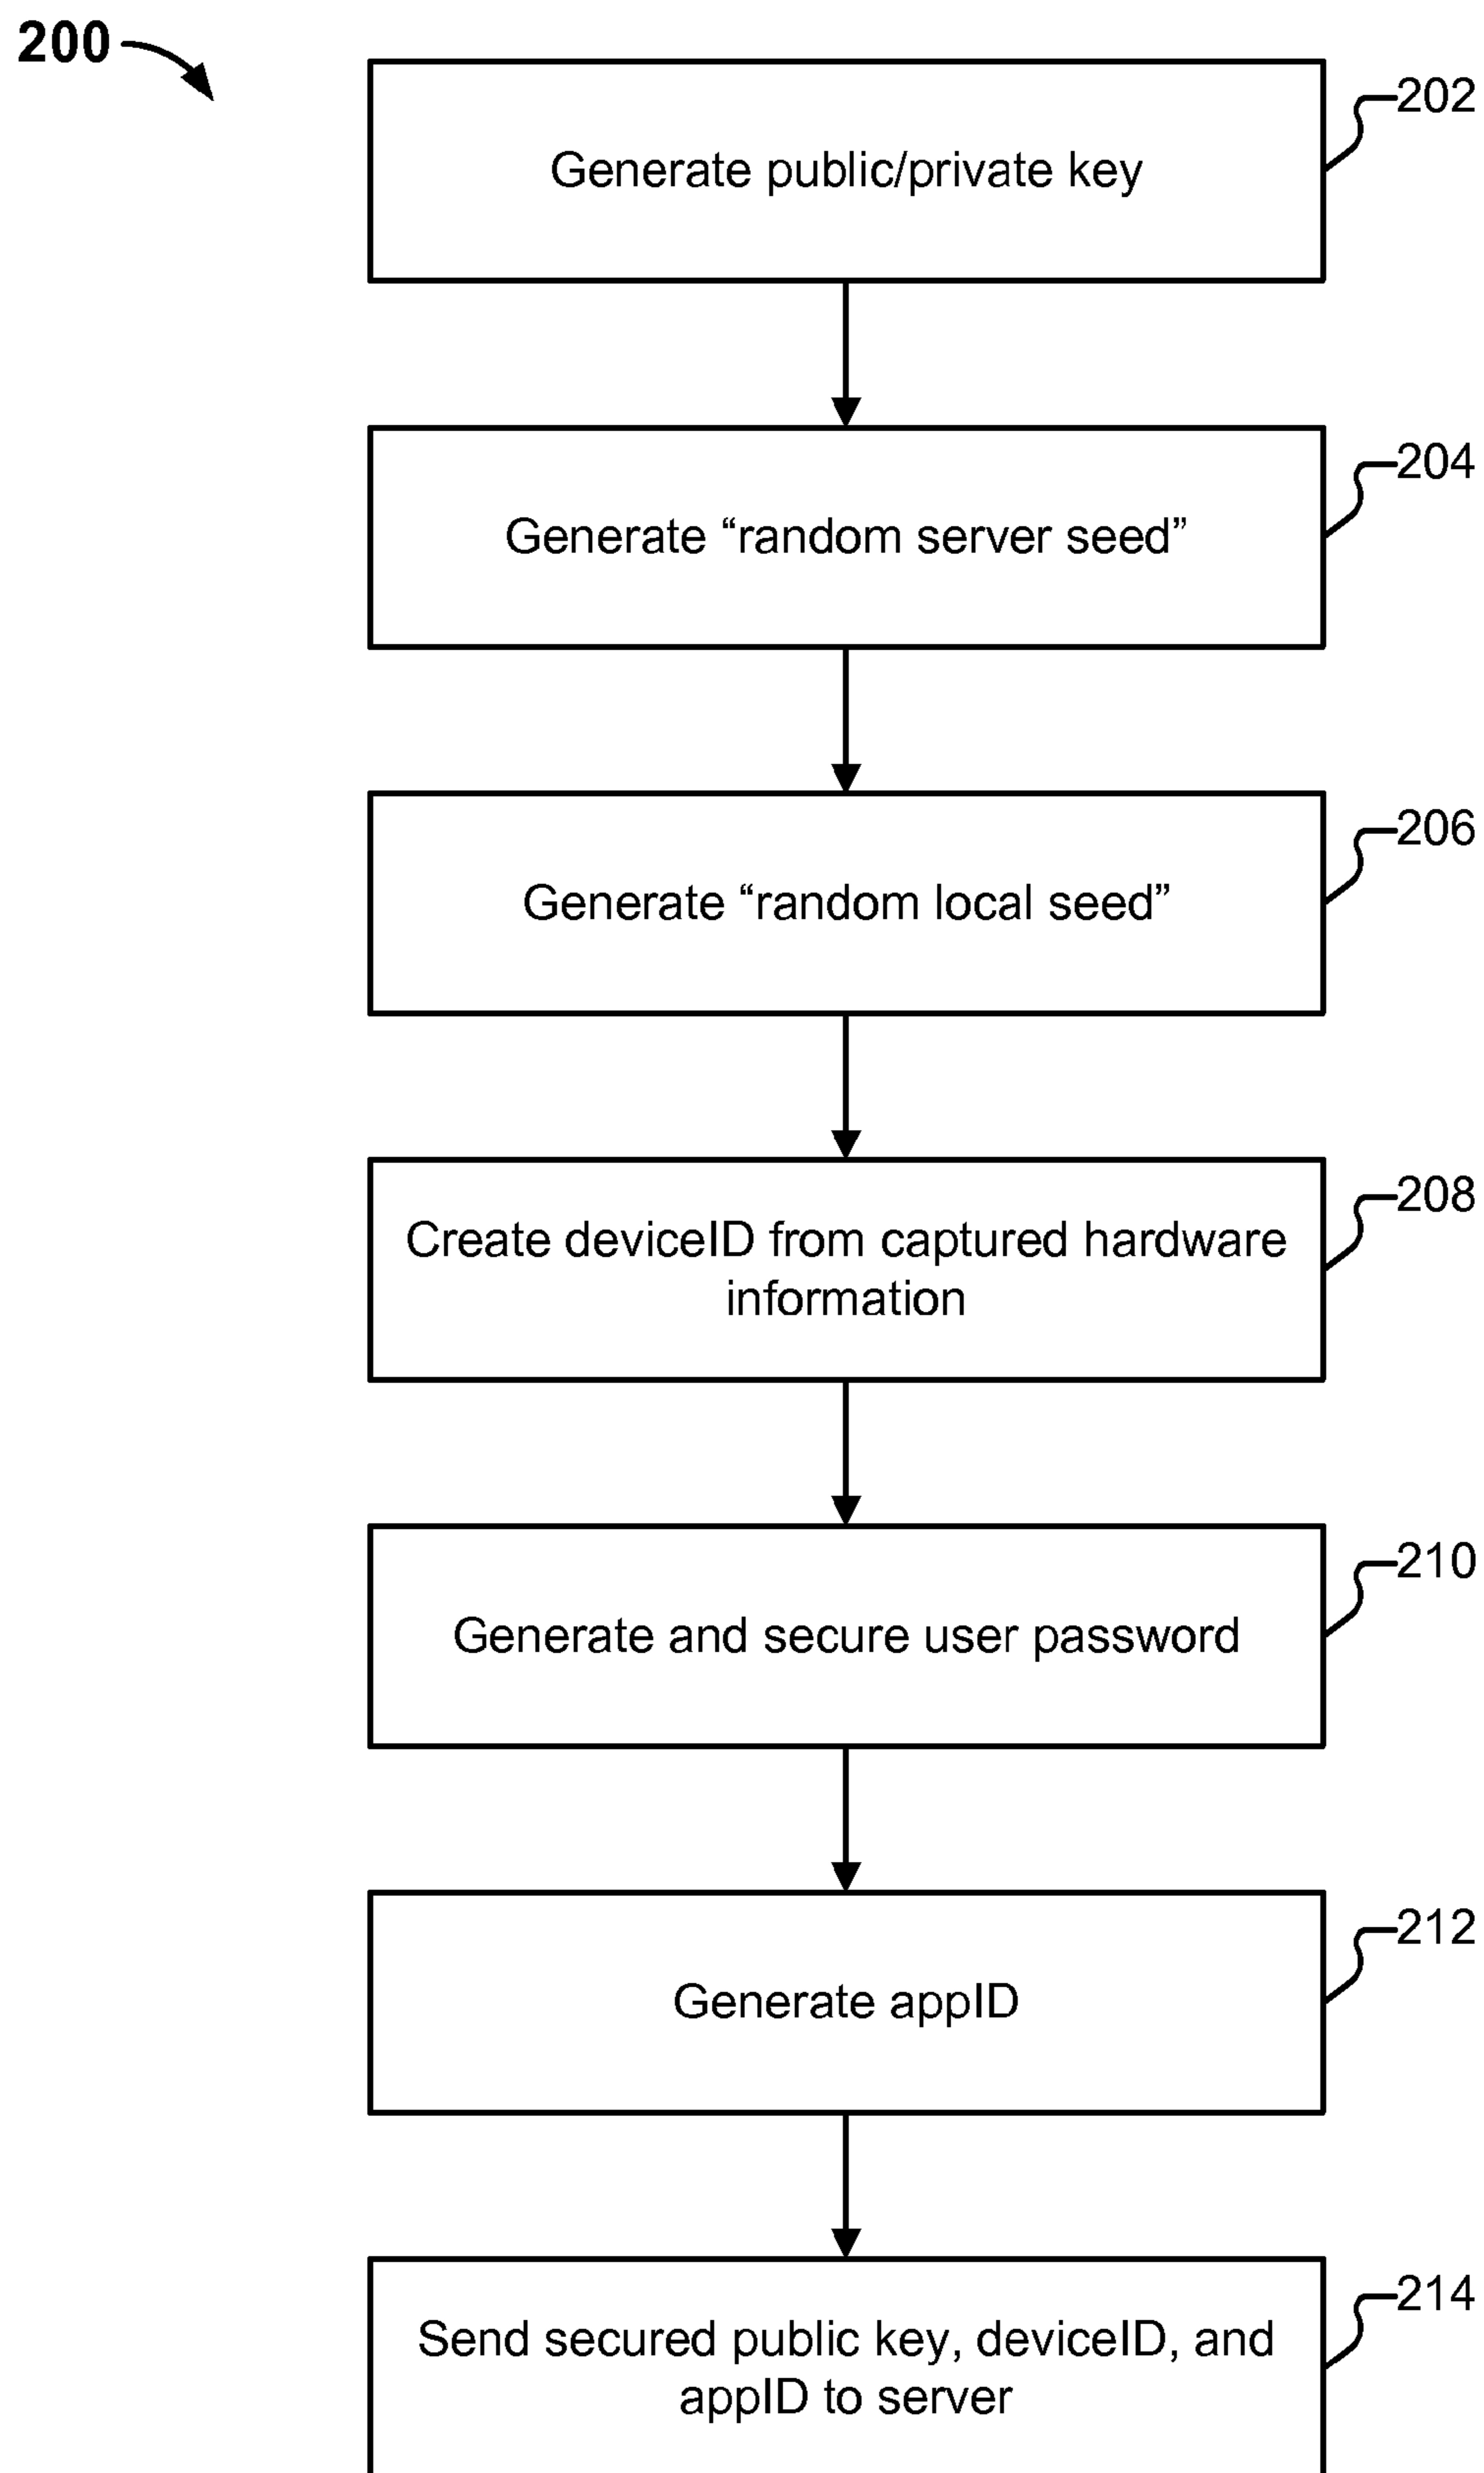 200
202
Generate public/private key
204
Generate “random server seed”
206
Generate “random local seed”
208
Create deviceID from captured hardware
information
210
Generate and secure user password
212
Generate appID
214
Send secured public key, deviceID, and
appID to server